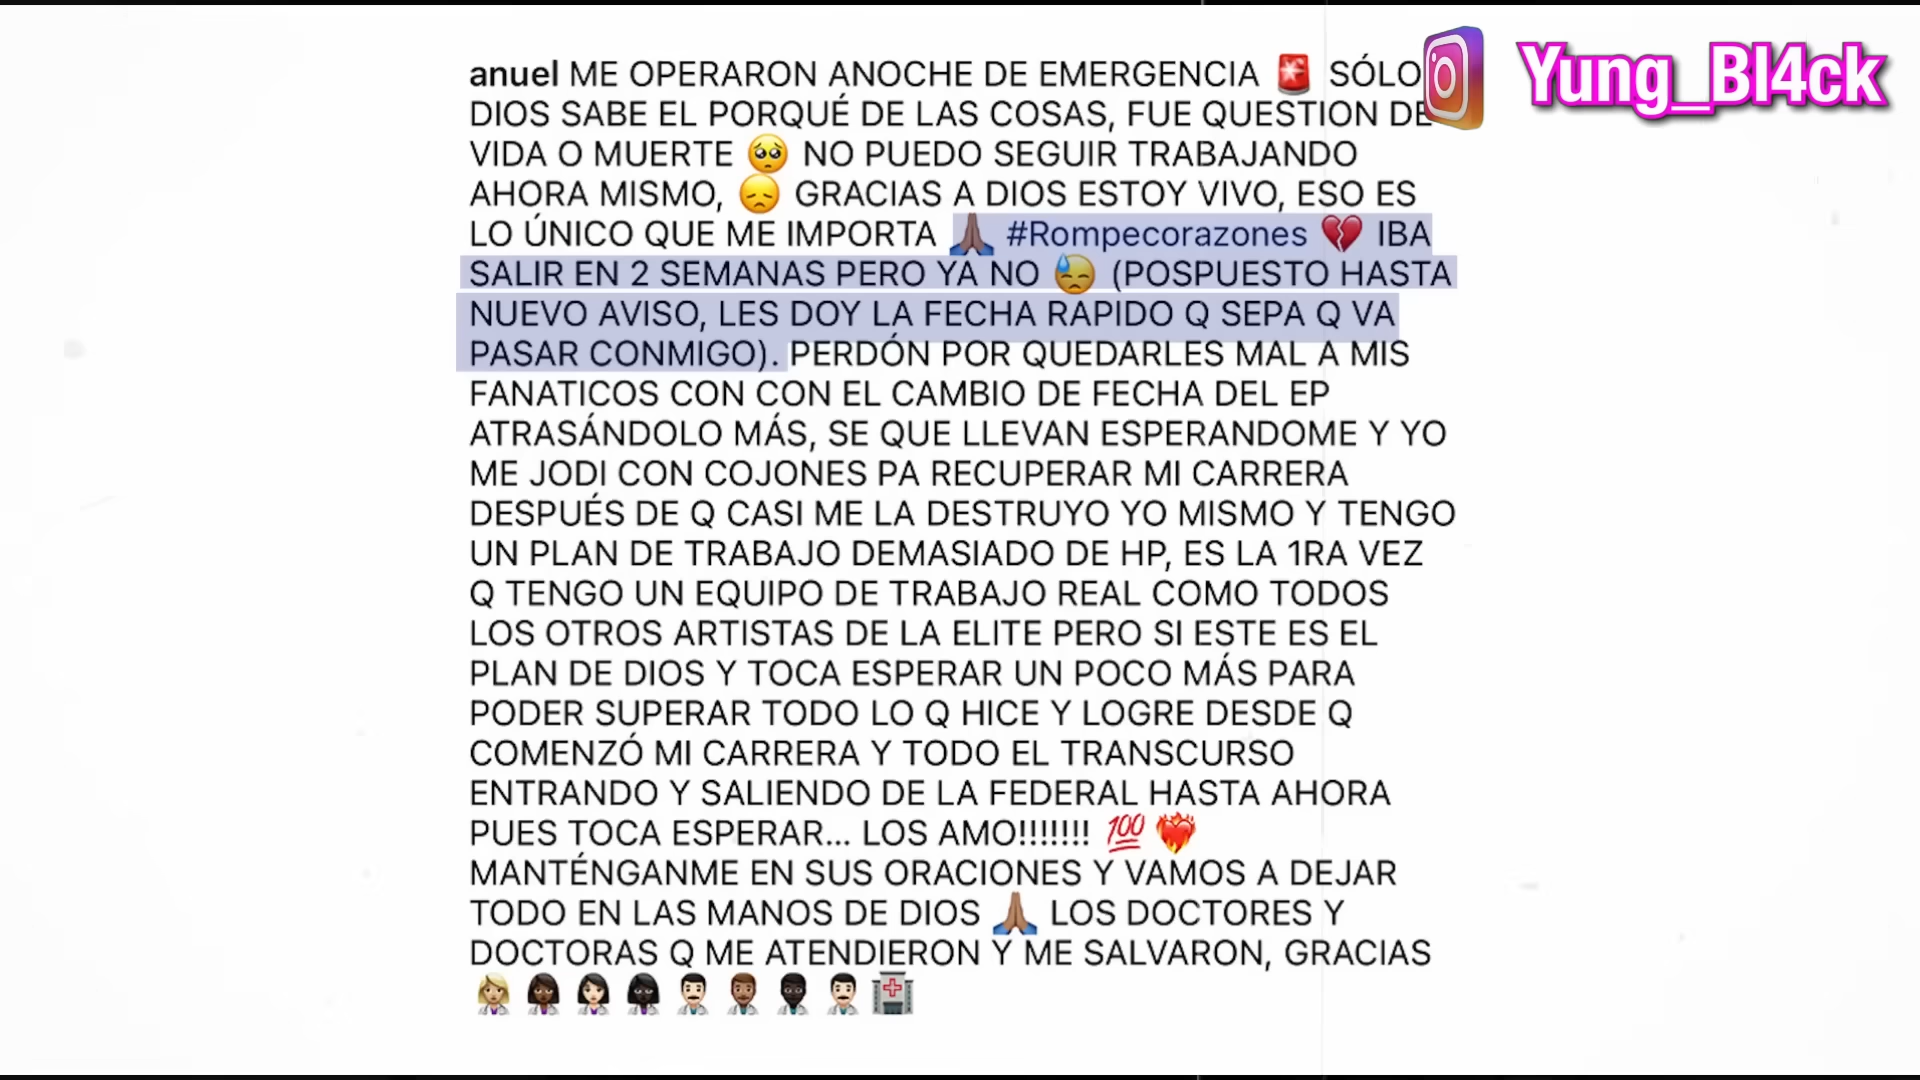 anuel ME OPERARON ANOCHE DE EMERGENCIA 🚨 SÓLO
DIOS SABE EL PORQUÉ DE LAS COSAS, FUE QUESTION DE
VIDA O MUERTE 🥺 NO PUEDO SEGUIR TRABAJANDO
AHORA MISMO, 😞 GRACIAS A DIOS ESTOY VIVO, ESO ES
LO ÚNICO QUE ME IMPORTA 🙏🏽 #Rompecorazones 💔 IBA
SALIR EN 2 SEMANAS PERO YA NO 😓 (POSPUESTO HASTA
NUEVO AVISO, LES DOY LA FECHA RAPIDO Q SEPA Q VA
PASAR CONMIGO). PERDÓN POR QUEDARLES MAL A MIS
FANATICOS CON CON EL CAMBIO DE FECHA DEL EP
ATRASÁNDOLO MÁS, SE QUE LLEVAN ESPERANDOME Y YO
ME JODI CON COJONES PA RECUPERAR MI CARRERA
DESPUÉS DE Q CASI ME LA DESTRUYO YO MISMO Y TENGO
UN PLAN DE TRABAJO DEMASIADO DE HP, ES LA 1RA VEZ
Q TENGO UN EQUIPO DE TRABAJO REAL COMO TODOS
LOS OTROS ARTISTAS DE LA ELITE PERO SI ESTE ES EL
PLAN DE DIOS Y TOCA ESPERAR UN POCO MÁS PARA
PODER SUPERAR TODO LO Q HICE Y LOGRE DESDE Q
COMENZÓ MI CARRERA Y TODO EL TRANSCURSO
ENTRANDO Y SALIENDO DE LA FEDERAL HASTA AHORA
PUES TOCA ESPERAR... LOS AMO!!!!!!! 💯 ❤️‍🔥
MANTÉNGANME EN SUS ORACIONES Y VAMOS A DEJAR
TODO EN LAS MANOS DE DIOS 🙏🏽 LOS DOCTORES Y
DOCTORAS Q ME ATENDIERON Y ME SALVARON, GRACIAS
👩🏼‍⚕️ 👩🏾‍⚕️ 👩🏻‍⚕️ 👩🏿‍⚕️ 👨🏻‍⚕️ 👨🏽‍⚕️ 👨🏿‍⚕️ 👨🏻‍⚕️ 🏥
Yung_Bl4ck